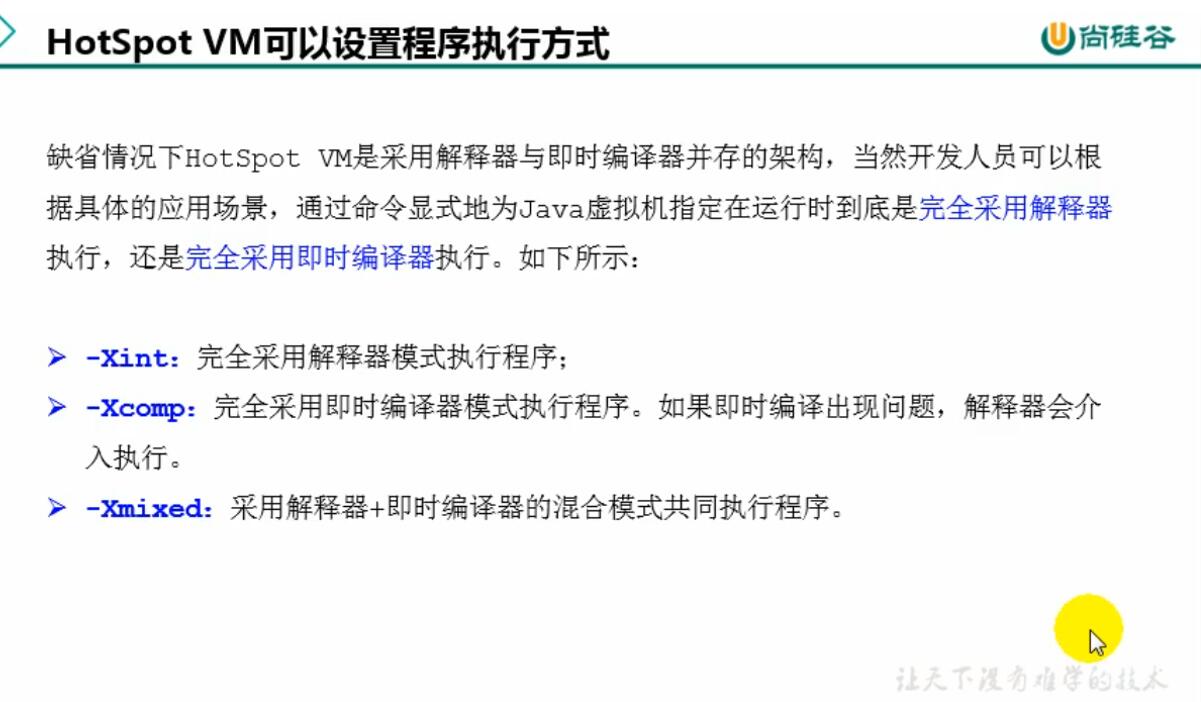 HotSpot VM可以设置程序执行方式
尚硅谷
缺省情况下HotSpot VM是采用解释器与即时编译器并存的架构，当然开发人员可以根
据具体的应用场景，通过命令显式地为Java虚拟机指定在运行时到底是完全采用解释器
执行，还是完全采用即时编译器执行。如下所示：
-Xint：完全采用解释器模式执行程序；
-Xcomp：完全采用即时编译器模式执行程序。如果即时编译出现问题，解释器会介
入执行。
-Xmixed：采用解释器+即时编译器的混合模式共同执行程序。
让天下没有难学的技术